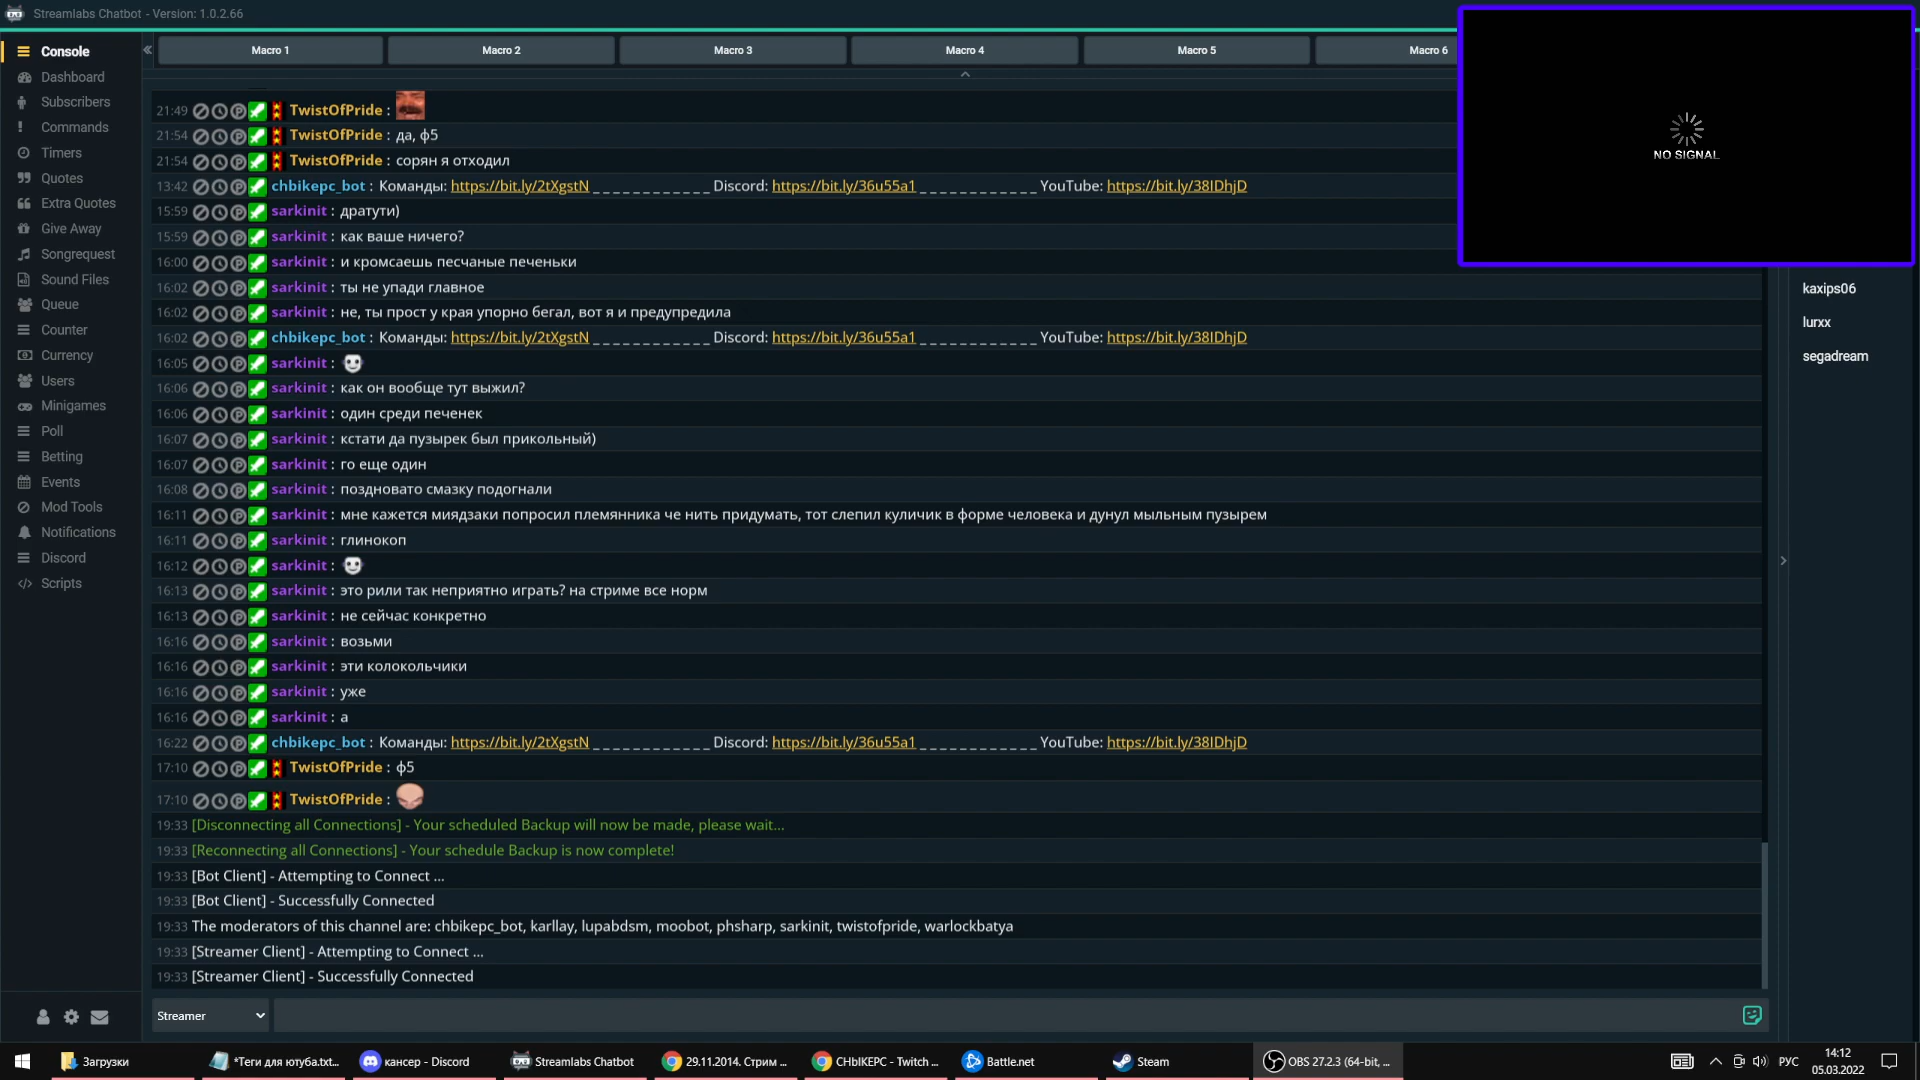 Streamlabs Chatbot - Version: 1.0.2.66
Console
Dashboard
Subscribers
Commands
Timers
Quotes
Extra Quotes
Give Away
Songrequest
Sound Files
Queue
Counter
Currency
Users
Minigames
Poll
Betting
Events
Mod Tools
Notifications
Discord
Scripts
Macro 1
Macro 2
Macro 3
Macro 4
Macro 5
Macro 6
21:49 TwistOfPride :
21:54 TwistOfPride : да, ф5
21:54 TwistOfPride : сорян я отходил
13:42 chbikepc_bot : Команды: https://bit.ly/2tXgstN _ _ _ _ _ _ _ _ _ _ _ _ Discord: https://bit.ly/36u55a1 _ _ _ _ _ _ _ _ _ _ _ _ YouTube: https://bit.ly/38IDhjD
15:59 sarkinit : дратути)
15:59 sarkinit : как ваше ничего?
16:00 sarkinit : и кромсаешь песчаные печеньки
16:02 sarkinit : ты не упади главное
16:02 sarkinit : не, ты прост у края упорно бегал, вот я и предупредила
16:02 chbikepc_bot : Команды: https://bit.ly/2tXgstN _ _ _ _ _ _ _ _ _ _ _ _ Discord: https://bit.ly/36u55a1 _ _ _ _ _ _ _ _ _ _ _ _ YouTube: https://bit.ly/38IDhjD
16:05 sarkinit :
16:06 sarkinit : как он вообще тут выжил?
16:06 sarkinit : один среди печенек
16:07 sarkinit : кстати да пузырек был прикольный)
16:07 sarkinit : го еще один
16:08 sarkinit : поздновато смазку подогнали
16:11 sarkinit : мне кажется миядзаки попросил племянника че нить придумать, тот слепил куличик в форме человека и дунул мыльным пузырем
16:11 sarkinit : глинокоп
16:12 sarkinit :
16:13 sarkinit : это рили так неприятно играть? на стриме все норм
16:13 sarkinit : не сейчас конкретно
16:16 sarkinit : возьми
16:16 sarkinit : эти колокольчики
16:16 sarkinit : уже
16:16 sarkinit : а
16:22 chbikepc_bot : Команды: https://bit.ly/2tXgstN _ _ _ _ _ _ _ _ _ _ _ _ Discord: https://bit.ly/36u55a1 _ _ _ _ _ _ _ _ _ _ _ _ YouTube: https://bit.ly/38IDhjD
17:10 TwistOfPride : ф5
17:10 TwistOfPride :
19:33 [Disconnecting all Connections] - Your scheduled Backup will now be made, please wait...
19:33 [Reconnecting all Connections] - Your schedule Backup is now complete!
19:33 [Bot Client] - Attempting to Connect ...
19:33 [Bot Client] - Successfully Connected
19:33 The moderators of this channel are: chbikepc_bot, karllay, lupabdsm, moobot, phsharp, sarkinit, twistofpride, warlockbatya
19:33 [Streamer Client] - Attempting to Connect ...
19:33 [Streamer Client] - Successfully Connected
Streamer
NO SIGNAL
kaxips06
lurxx
segadream
Загрузки
*Теги для ютуба.txt...
кансер - Discord
Streamlabs Chatbot
29.11.2014. Стрим ...
CHbIKEPC - Twitch ...
Battle.net
Steam
OBS 27.2.3 (64-bit, ...
РУС
14:12
05.03.2022